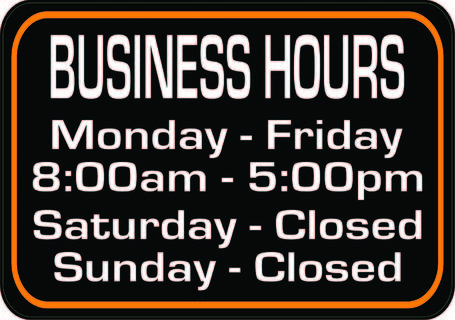 BUSINESS HOURS
Monday - Friday
8:00am - 5:00pm
Saturday - Closed
Sunday - Closed